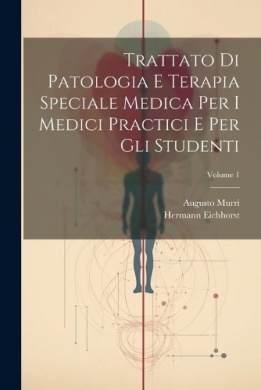 Trattato Di
Patologia E Terapia
Speciale Medica Per I
Medici Practici E Per
Gli Studenti
Volume 1
Augusto Murri
Hermann Eichhorst